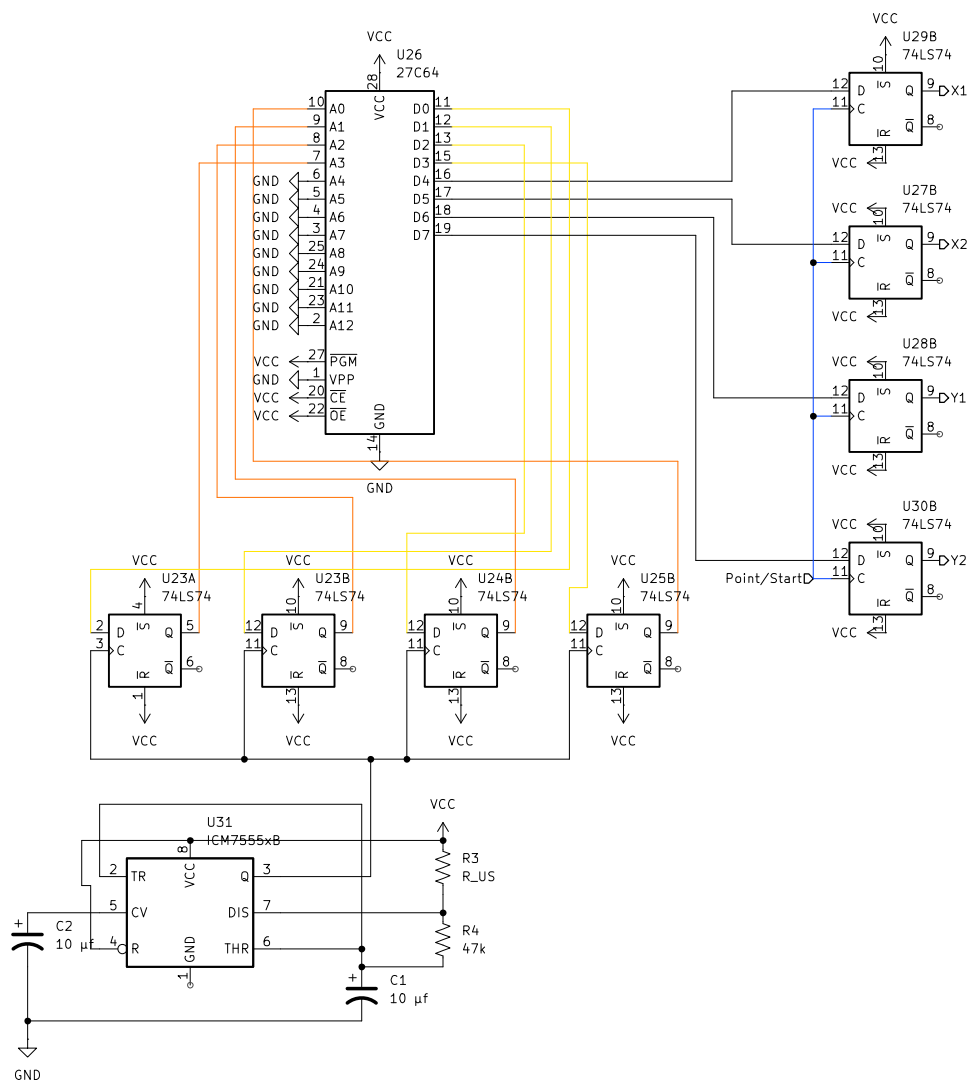 VCC
U26
27C64
28
VCC
10 A0 D0 11
9 A1 D1 12
8 A2 D2 13
7 A3 D3 15
GND 6 A4 D4 16
GND 5 A5 D5 17
GND 4 A6 D6 18
GND 3 A7 D7 19
GND 25 A8
GND 24 A9
GND 21 A10
GND 23 A11
GND 2 A12
VCC 27 PGM
GND 1 VPP
VCC 20 CE
VCC 22 OE
GND
14
GND
VCC
U29B
74LS74
10
S
12 D Q 9 X1
11 C
R Q 8
VCC 13
U27B
VCC 74LS74
10
S
12 D Q 9 X2
11 C
R Q 8
VCC 13
U28B
VCC 74LS74
10
S
12 D Q 9 Y1
11 C
R Q 8
VCC 13
U30B
VCC 74LS74
10
S
12 D Q 9 Y2
Point/Start 11 C
R Q 8
VCC 13
VCC
U23A
74LS74
4
S
2 D Q 5
3 C
R Q 6
1
VCC
VCC
U23B
74LS74
10
S
12 D Q 9
11 C
R Q 8
13
VCC
VCC
U24B
74LS74
10
S
12 D Q 9
11 C
R Q 8
13
VCC
VCC
U25B
74LS74
10
S
12 D Q 9
11 C
R Q 8
13
VCC
U31
ICM7555xB
8
VCC
2 TR Q 3
5 CV DIS 7
4 R THR 6
GND
1
VCC
R3
R_US
R4
47k
+
C2
10 µf
+
C1
10 µf
GND